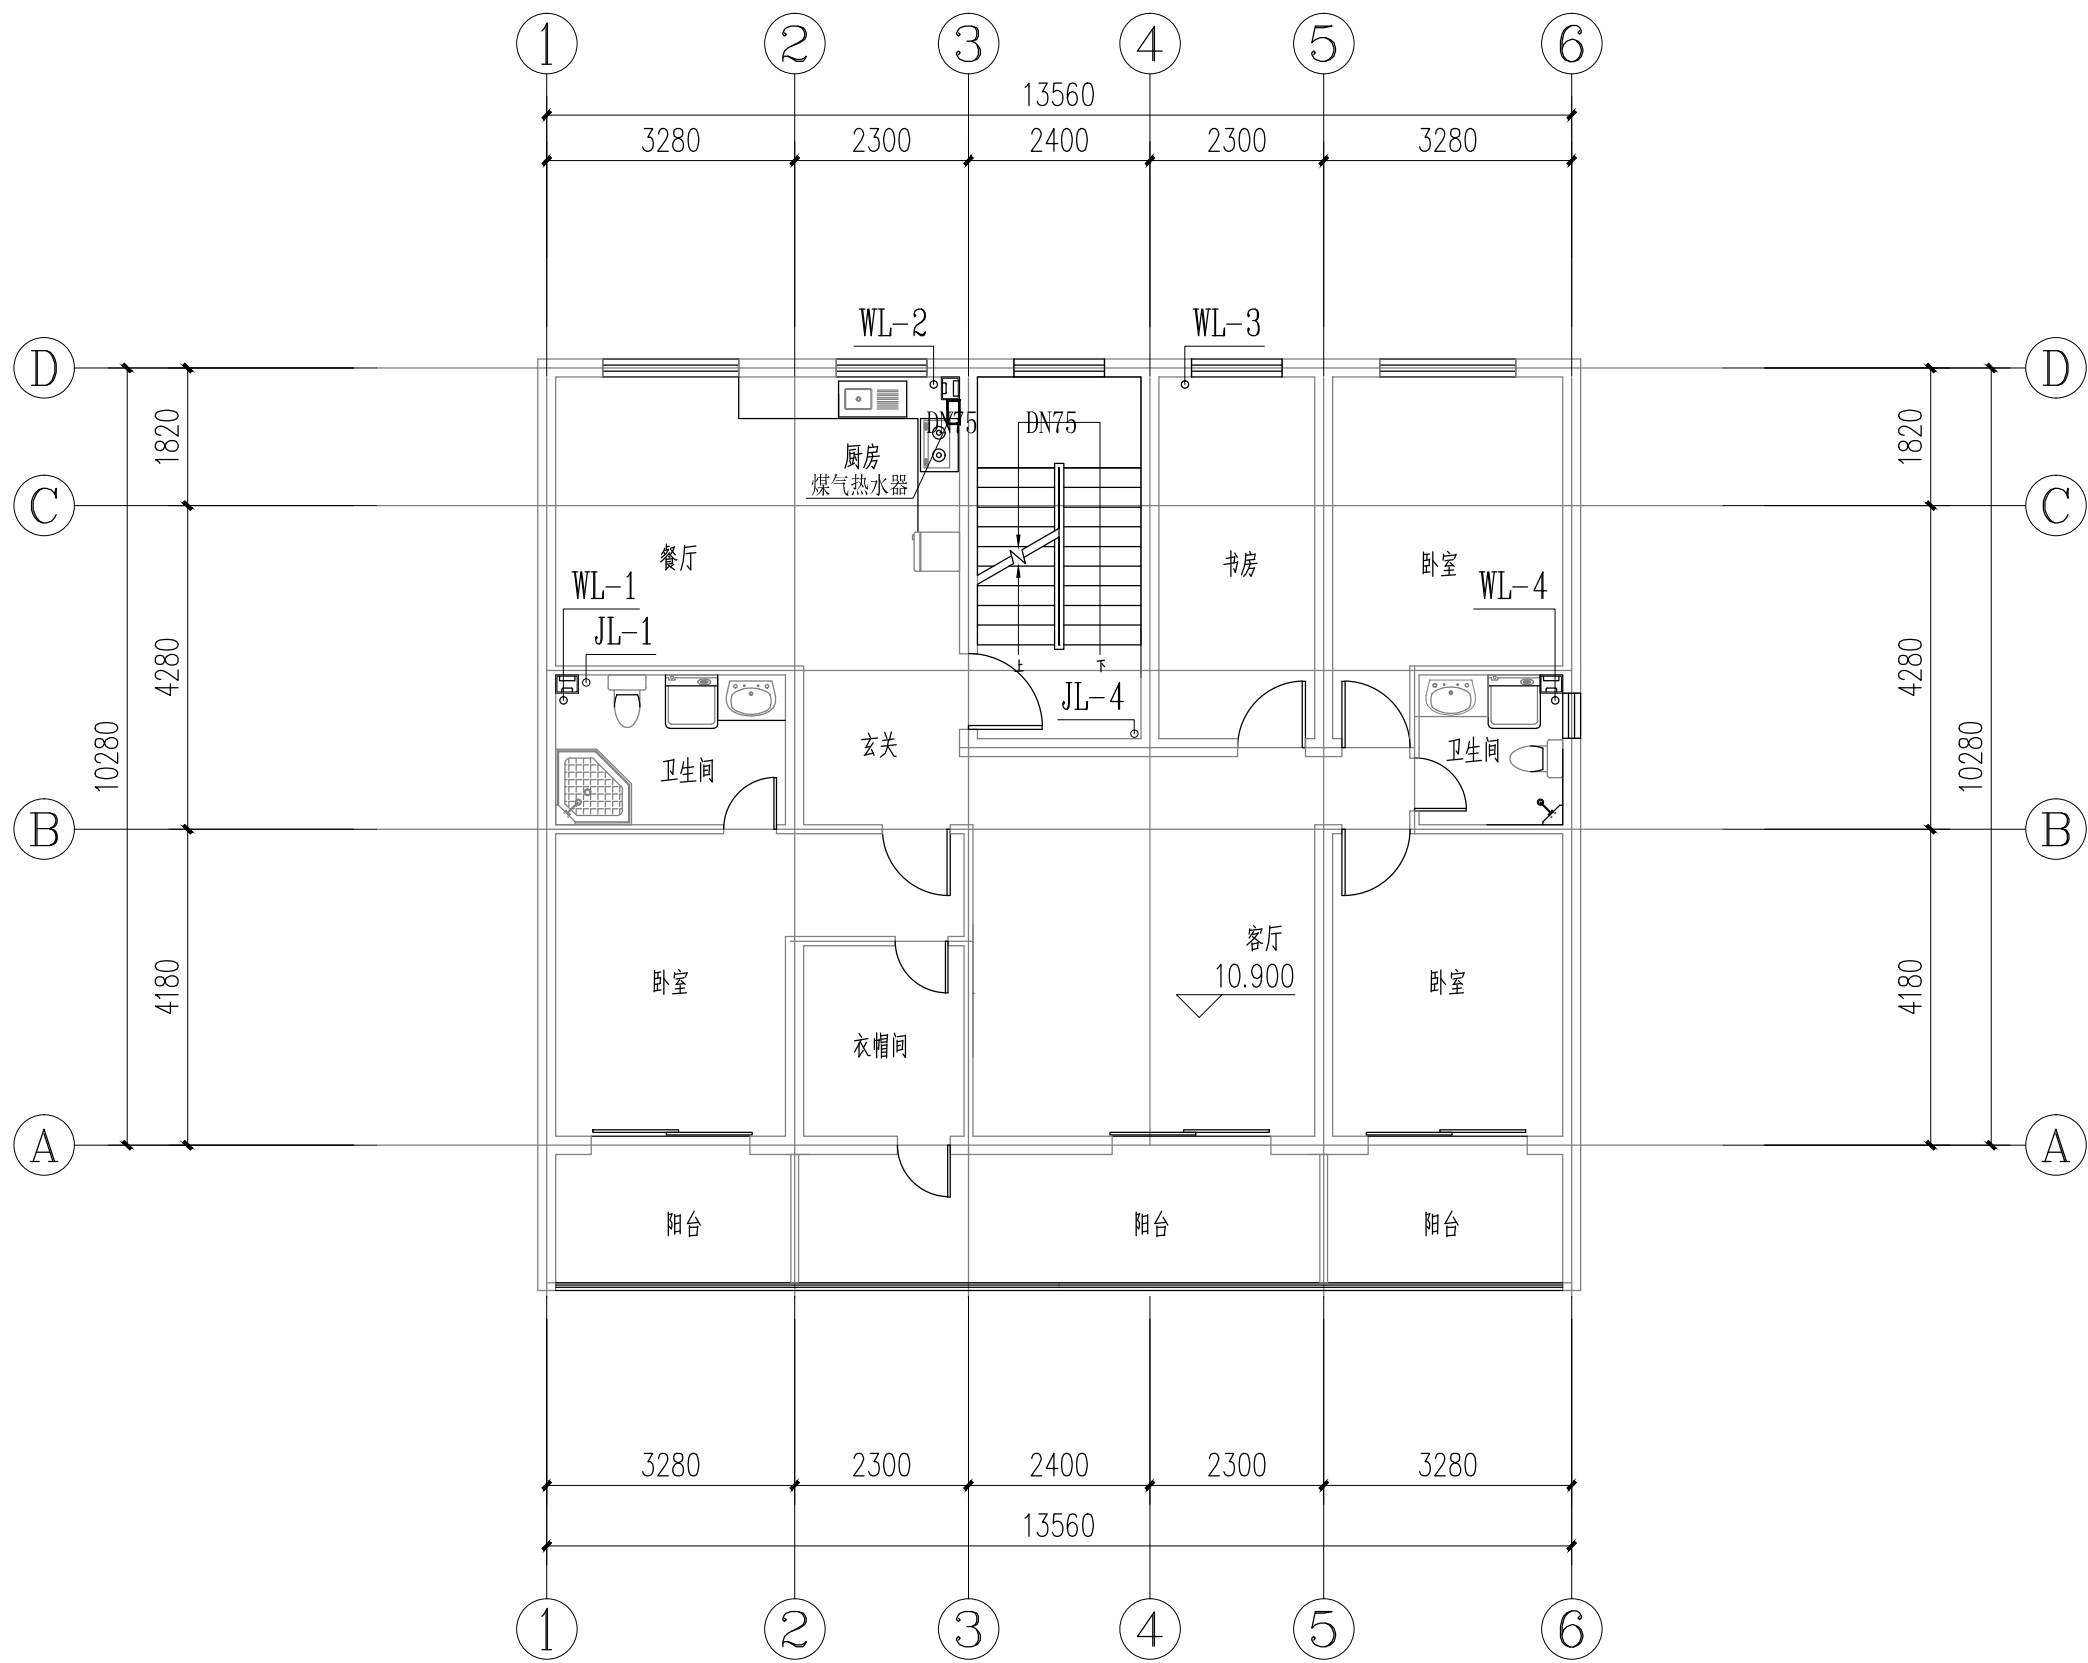 1 2 3 4 5 6
13560
3280 2300 2400 2300 3280
WL-2 WL-3
D D
DN75 DN75
1820 1820
厨房
煤气热水器
C C
餐厅 书房 卧室
WL-1 WL-4
JL-1
4280 4280
上 下
JL-4
玄关 卫生间
卫生间
10280 10280
B B
客厅
10.900
卧室 卧室
4180 4180
衣帽间
A A
阳台 阳台 阳台
3280 2300 2400 2300 3280
13560
1 2 3 4 5 6